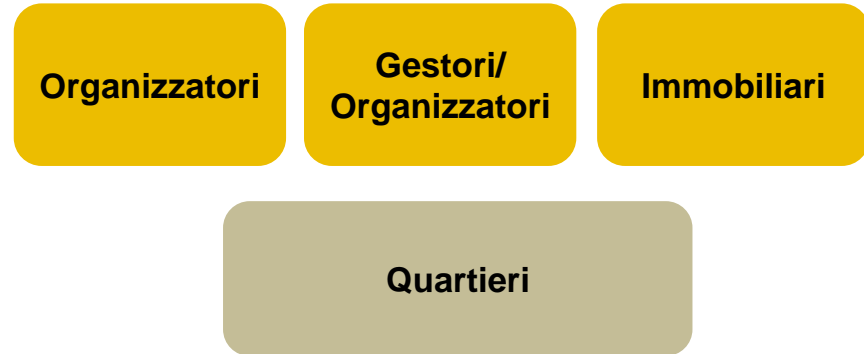 Organizzatori
Gestori/
Organizzatori
Immobiliari
Quartieri